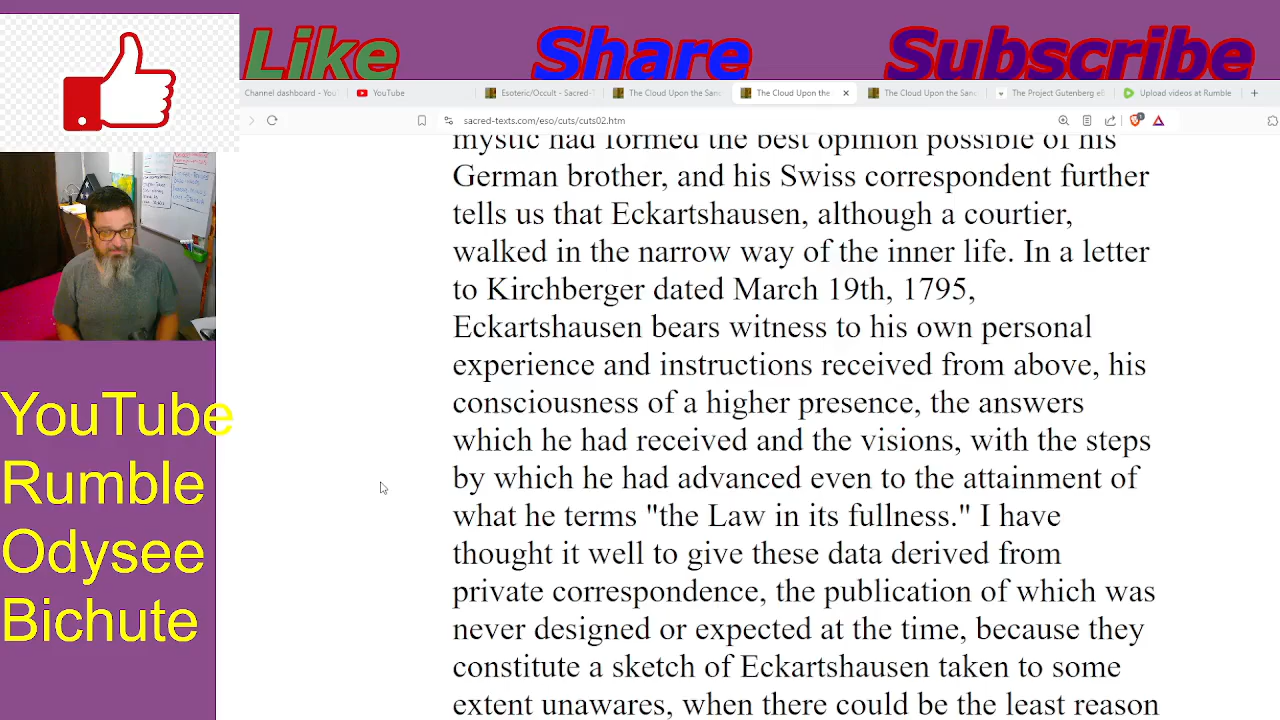 Like Share Subscribe
Channel dashboard - You
YouTube
Esoteric/Occult - Sacred-T
The Cloud Upon the Sanc
The Cloud Upon the
The Cloud Upon the Sanc
The Project Gutenberg eB
Upload videos at Rumble
sacred-texts.com/eso/cuts/cuts02.htm
mystic had formed the best opinion possible of his
German brother, and his Swiss correspondent further
tells us that Eckartshausen, although a courtier,
walked in the narrow way of the inner life. In a letter
to Kirchberger dated March 19th, 1795,
Eckartshausen bears witness to his own personal
experience and instructions received from above, his
consciousness of a higher presence, the answers
which he had received and the visions, with the steps
by which he had advanced even to the attainment of
what he terms "the Law in its fullness." I have
thought it well to give these data derived from
private correspondence, the publication of which was
never designed or expected at the time, because they
constitute a sketch of Eckartshausen taken to some
extent unawares, when there could be the least reason
YouTube
Rumble
Odysee
Bichute